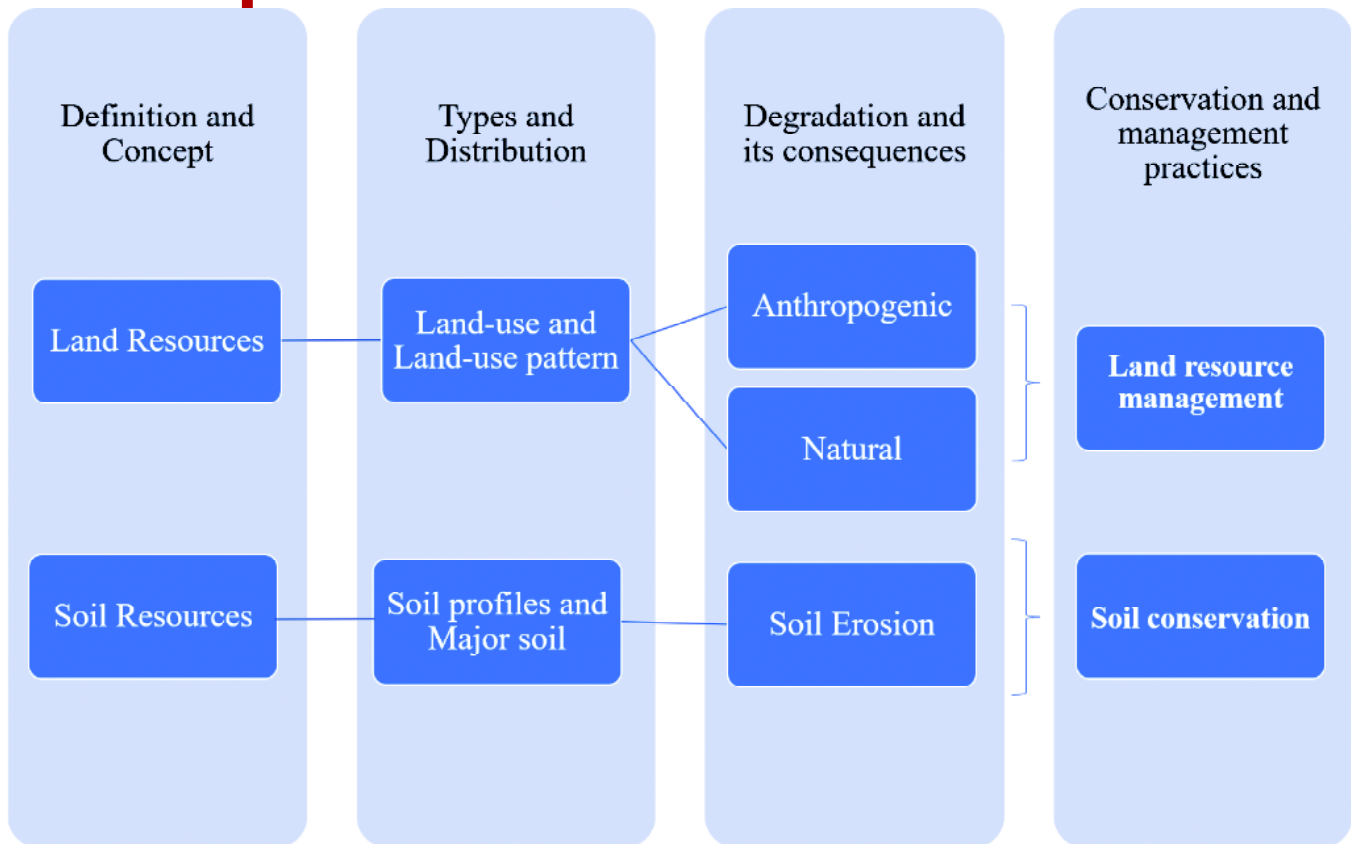 Definition and
Concept
Types and
Distribution
Degradation and
its consequences
Conservation and
management
practices
Land Resources
Land-use and
Land-use pattern
Anthropogenic
Natural
Land resource
management
Soil Resources
Soil profiles and
Major soil
Soil Erosion
Soil conservation